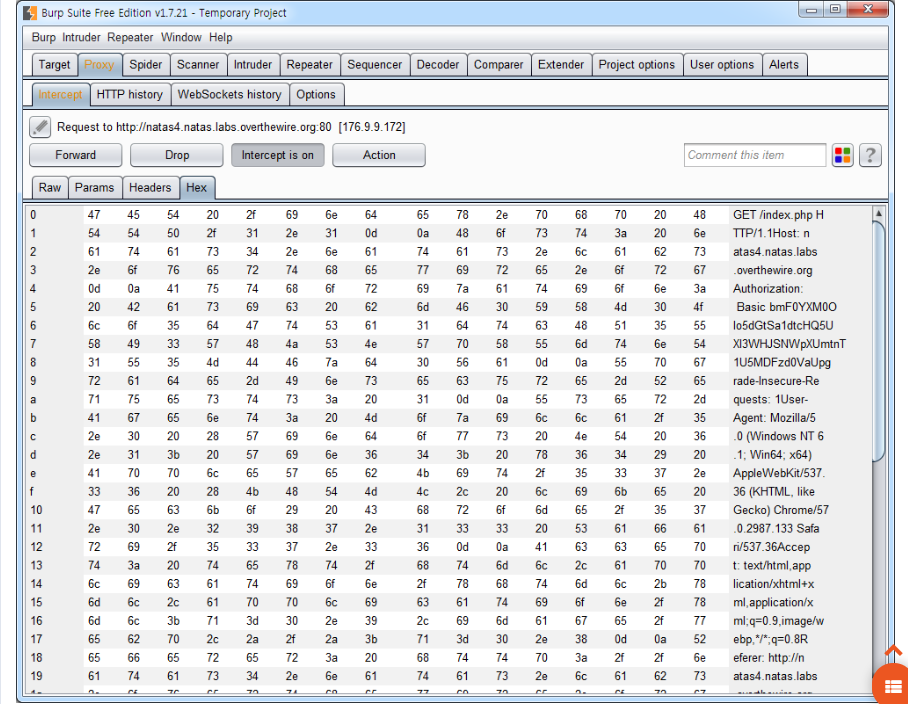 Burp Suite Free Edition v1.7.21 - Temporary Project
Burp Intruder Repeater Window Help
Target Proxy Spider Scanner Intruder Repeater Sequencer Decoder Comparer Extender Project options User options Alerts
Intercept HTTP history WebSockets history Options
Request to http://natas4.natas.labs.overthewire.org:80 [176.9.9.172]
Forward Drop Intercept is on Action Comment this item ?
Raw Params Headers Hex
0 47 45 54 20 2f 69 6e 64 65 78 2e 70 68 70 20 48 GET /index.php H
1 54 54 50 2f 31 2e 31 0d 0a 48 6f 73 74 3a 20 6e TTP/1.1Host: n
2 61 74 61 73 34 2e 6e 61 74 61 73 2e 6c 61 62 73 atas4.natas.labs
3 2e 6f 76 65 72 74 68 65 77 69 72 65 2e 6f 72 67 .overthewire.org
4 0d 0a 41 75 74 68 6f 72 69 7a 61 74 69 6f 6e 3a Authorization:
5 20 42 61 73 69 63 20 62 6d 46 30 59 58 4d 30 4f Basic bmF0YXM0O
6 6c 6f 35 64 47 74 53 61 31 64 74 63 48 51 35 55 lo5dGtSa1dtcHQ5U
7 58 49 33 57 48 4a 53 4e 57 70 58 55 6d 74 6e 54 XI3WHJSNWpXUmtnT
8 31 55 35 4d 44 46 7a 64 30 56 61 0d 0a 55 70 67 1U5MDFzd0VaUpg
9 72 61 64 65 2d 49 6e 73 65 63 75 72 65 2d 52 65 rade-Insecure-Re
a 71 75 65 73 74 73 3a 20 31 0d 0a 55 73 65 72 2d quests: 1User-
b 41 67 65 6e 74 3a 20 4d 6f 7a 69 6c 6c 61 2f 35 Agent: Mozilla/5
c 2e 30 20 28 57 69 6e 64 6f 77 73 20 4e 54 20 36 .0 (Windows NT 6
d 2e 31 3b 20 57 69 6e 36 34 3b 20 78 36 34 29 20 .1; Win64; x64)
e 41 70 70 6c 65 57 65 62 4b 69 74 2f 35 33 37 2e AppleWebKit/537.
f 33 36 20 28 4b 48 54 4d 4c 2c 20 6c 69 6b 65 20 36 (KHTML, like
10 47 65 63 6b 6f 29 20 43 68 72 6f 6d 65 2f 35 37 Gecko) Chrome/57
11 2e 30 2e 32 39 38 37 2e 31 33 33 20 53 61 66 61 .0.2987.133 Safa
12 72 69 2f 35 33 37 2e 33 36 0d 0a 41 63 63 65 70 ri/537.36Accep
13 74 3a 20 74 65 78 74 2f 68 74 6d 6c 2c 61 70 70 t: text/html,app
14 6c 69 63 61 74 69 6f 6e 2f 78 68 74 6d 6c 2b 78 lication/xhtml+x
15 6d 6c 2c 61 70 70 6c 69 63 61 74 69 6f 6e 2f 78 ml,application/x
16 6d 6c 3b 71 3d 30 2e 39 2c 69 6d 61 67 65 2f 77 ml;q=0.9,image/w
17 65 62 70 2c 2a 2f 2a 3b 71 3d 30 2e 38 0d 0a 52 ebp,*/*;q=0.8R
18 65 66 65 72 65 72 3a 20 68 74 74 70 3a 2f 2f 6e eferer: http://n
19 61 74 61 73 34 2e 6e 61 74 61 73 2e 6c 61 62 73 atas4.natas.labs